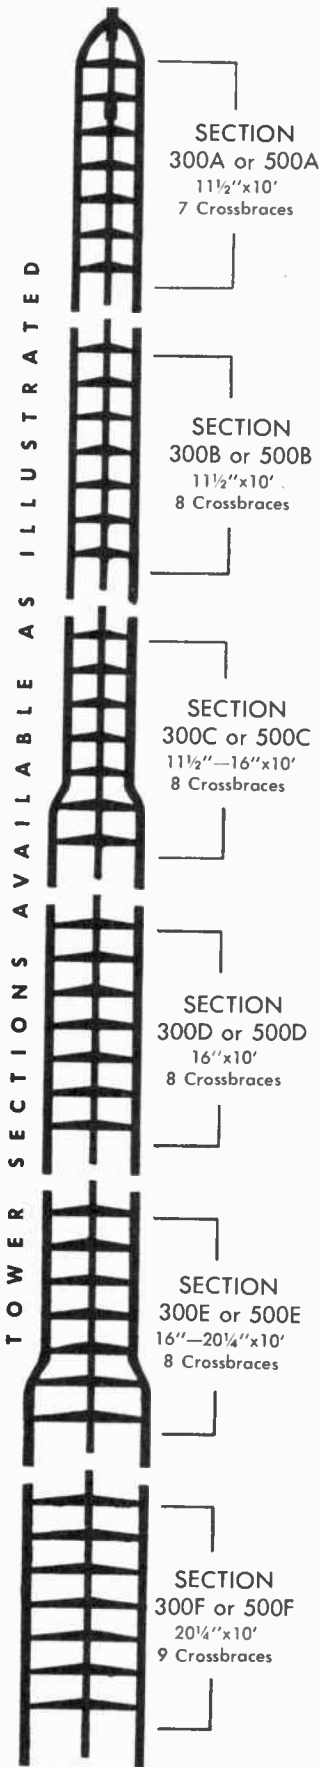 TOWER SECTIONS AVAILABLE AS ILLUSTRATED
SECTION
300A or 500A
11½"x10'
7 Crossbraces
SECTION
300B or 500B
11½"x10'
8 Crossbraces
SECTION
300C or 500C
11½"—16"x10'
8 Crossbraces
SECTION
300D or 500D
16"x10'
8 Crossbraces
SECTION
300E or 500E
16"—20¼"x10'
8 Crossbraces
SECTION
300F or 500F
20¼"x10'
9 Crossbraces